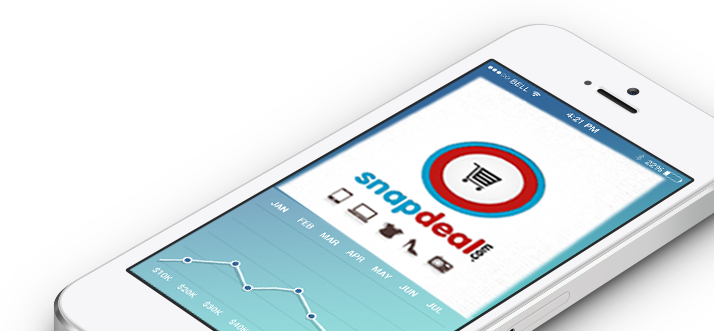 BELL 4:21 PM 22%
snapdeal.com
JAN FEB MAR APR MAY JUN JUL
$10K $20K $30K $40K